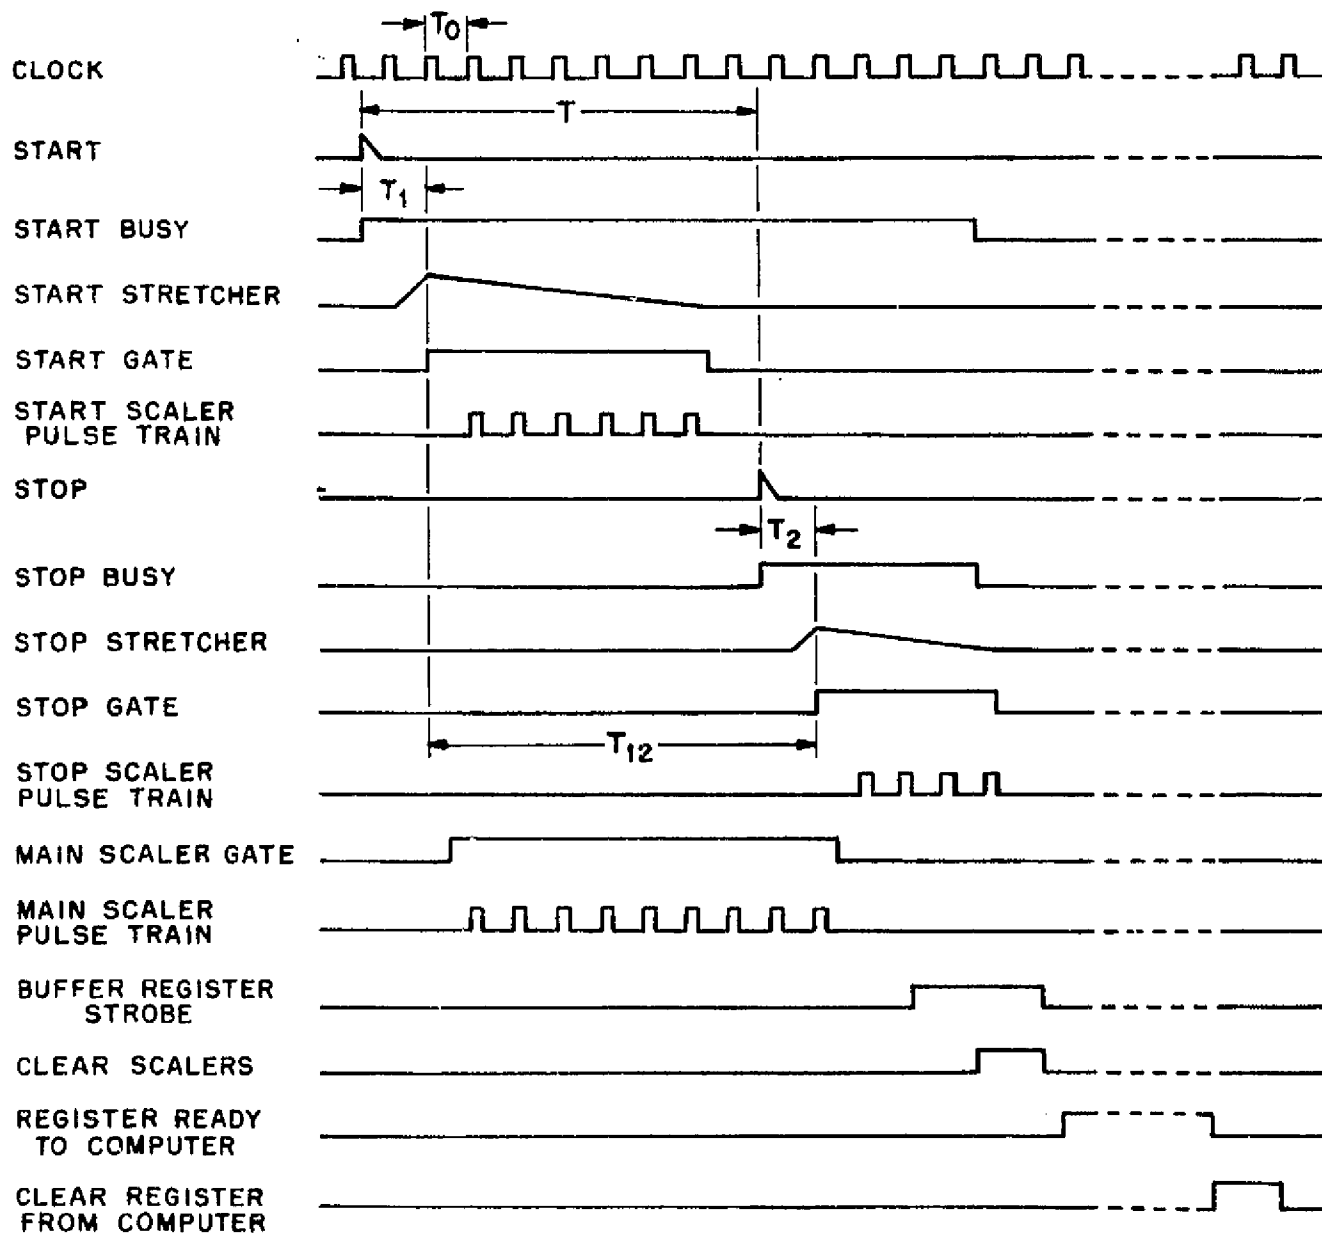 T0
CLOCK
T
START
T1
START BUSY
START STRETCHER
START GATE
START SCALER
PULSE TRAIN
STOP
T2
STOP BUSY
STOP STRETCHER
STOP GATE
T12
STOP SCALER
PULSE TRAIN
MAIN SCALER GATE
MAIN SCALER
PULSE TRAIN
BUFFER REGISTER
STROBE
CLEAR SCALERS
REGISTER READY
TO COMPUTER
CLEAR REGISTER
FROM COMPUTER